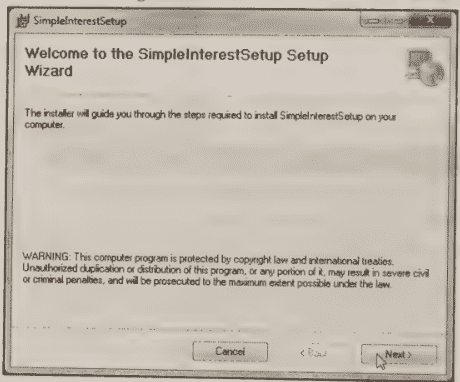 SimpleInterestSetup
Welcome to the SimpleInterestSetup Setup
Wizard
The installer will guide you through the steps required to install SimpleInterestSetup on your
computer.
WARNING: This computer program is protected by copyright law and international treaties.
Unauthorized duplication or distribution of this program, or any portion of it, may result in severe civil
or criminal penalties, and will be prosecuted to the maximum extent possible under the law.
Cancel < Back Next >